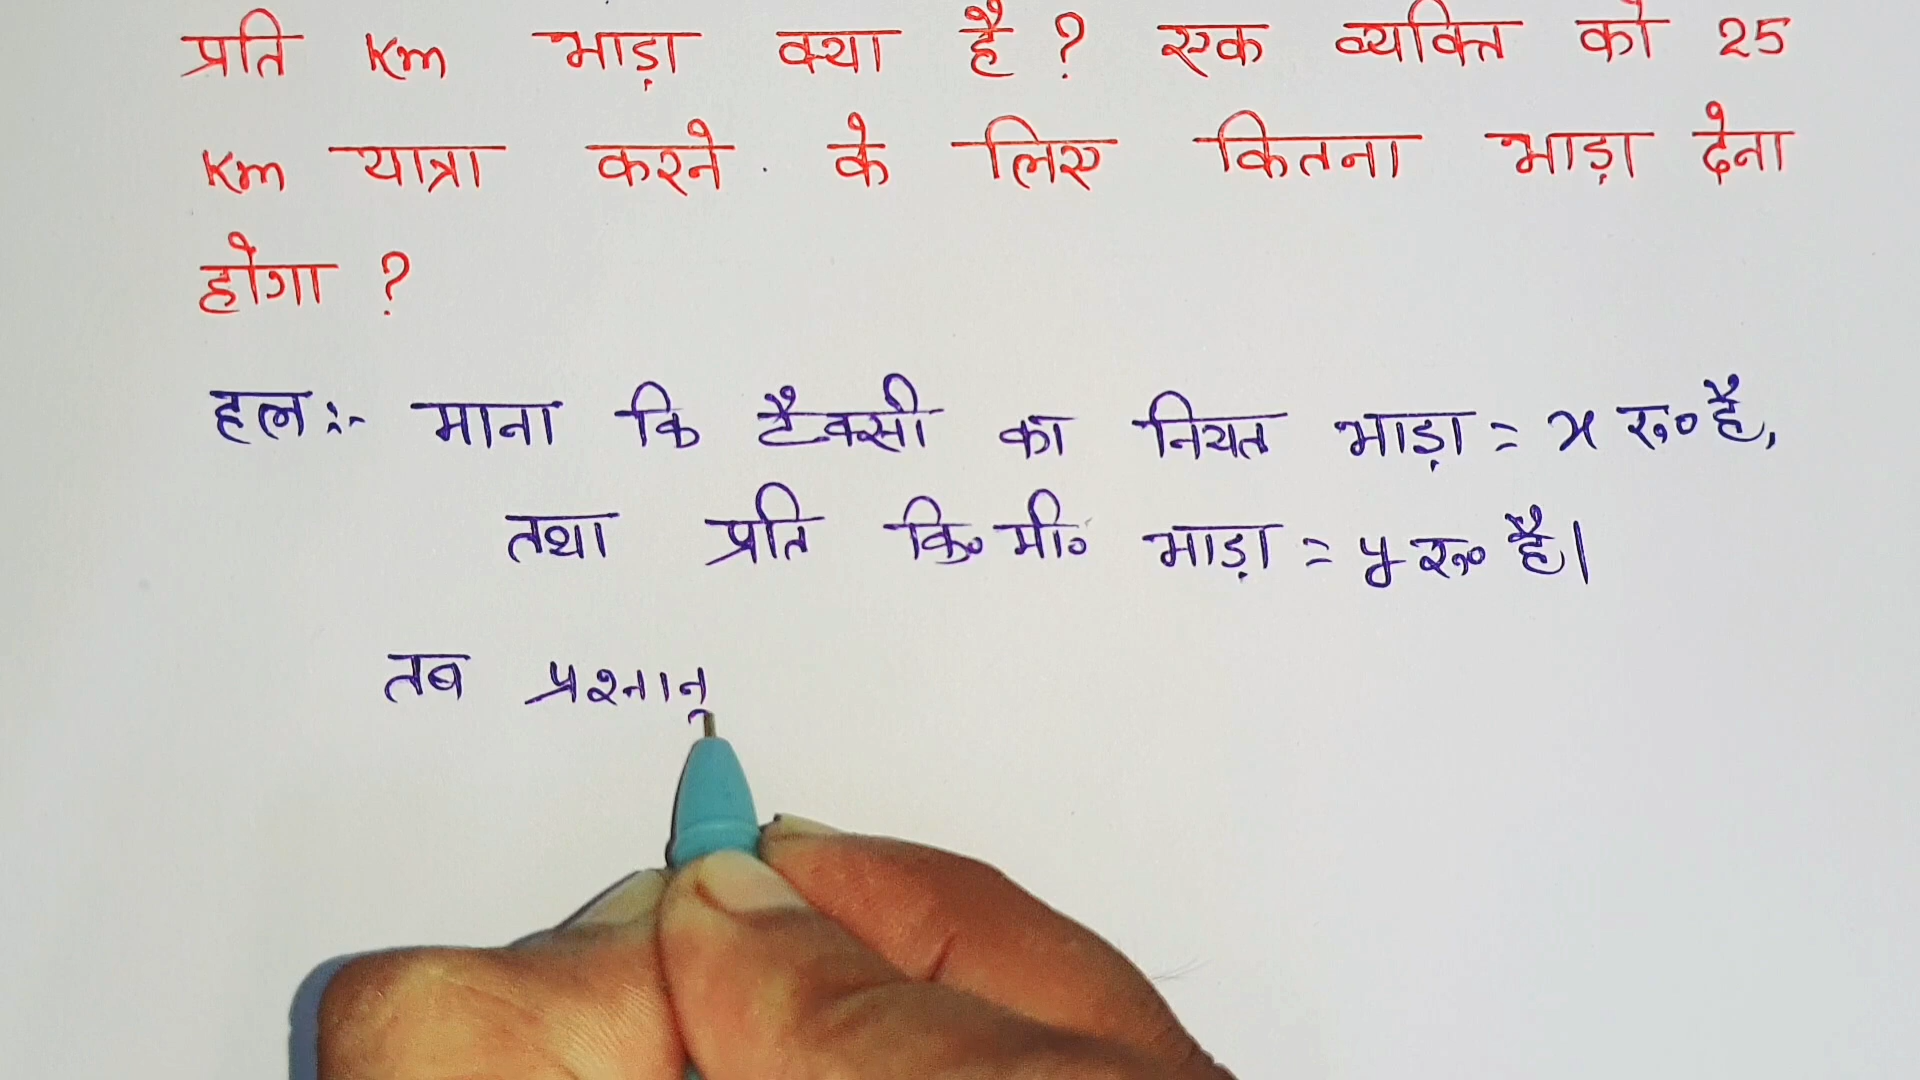 प्रति Km भाड़ा क्या है ? एक व्यक्ति को 25
Km यात्रा करने के लिए कितना भाड़ा देना
होगा ?
हल :- माना कि टैक्सी का नियत भाड़ा = x रु० है,
तथा प्रति कि० मी० भाड़ा = y रु० है।
तब प्रश्नानु